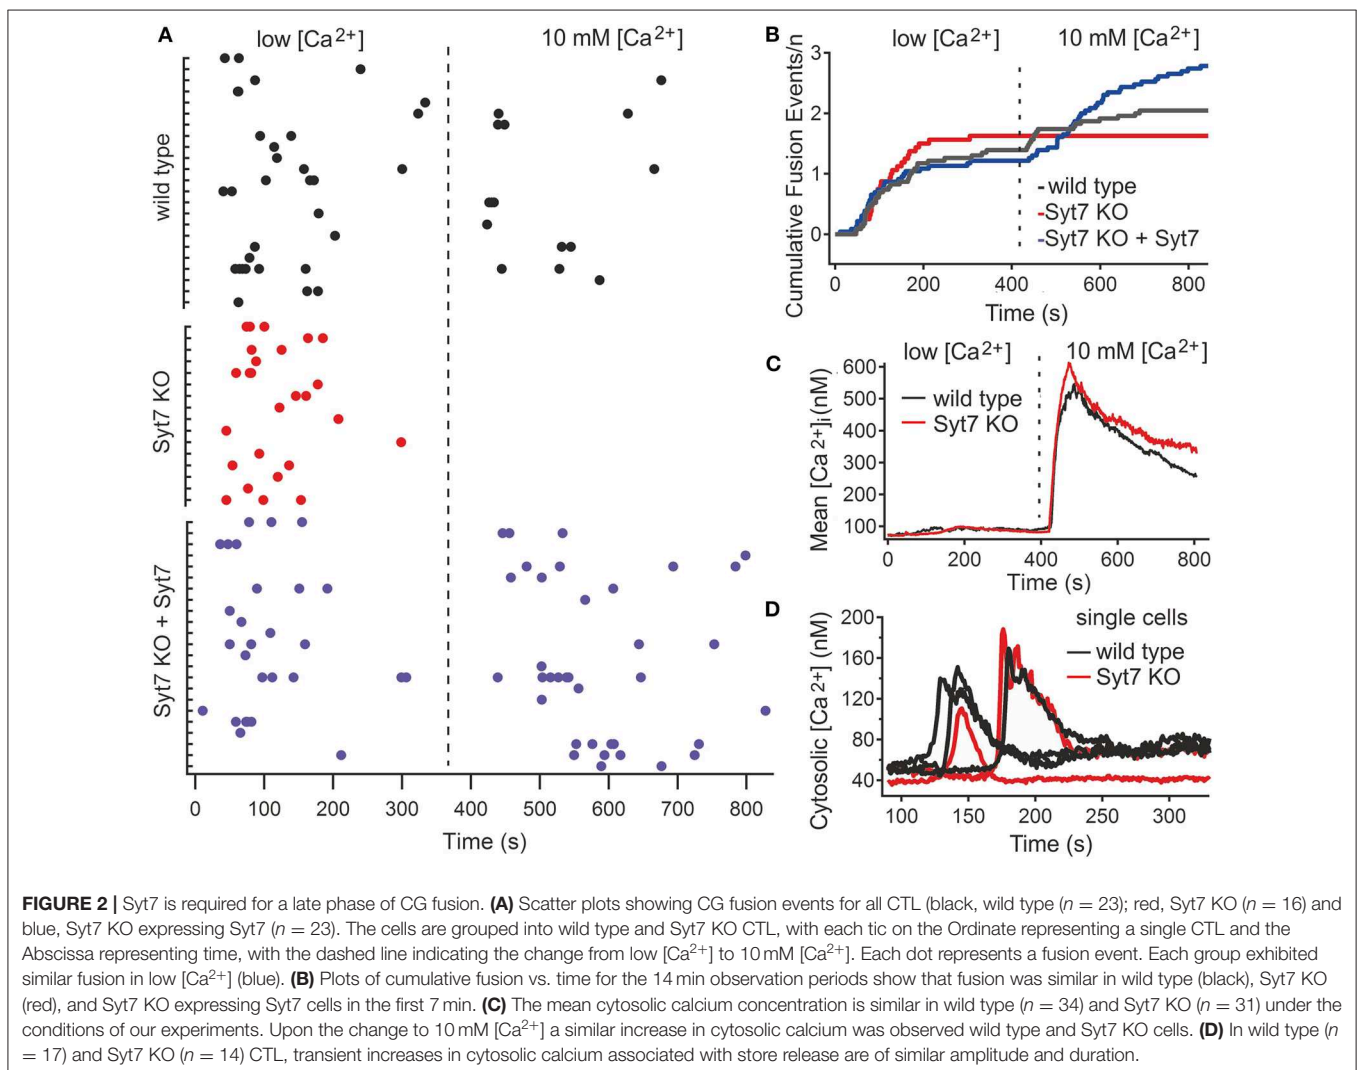 A
low [Ca2+]
10 mM [Ca2+]
wild type
Syt7 KO
Syt7 KO + Syt7
0 100 200 300 400 500 600 700 800
Time (s)
B
low [Ca2+]
10 mM [Ca2+]
Cumulative Fusion Events/n
3
2
1
0
wild type
Syt7 KO
Syt7 KO + Syt7
0 200 400 600 800
Time (s)
C
low [Ca2+]
10 mM [Ca2+]
Mean [Ca2+]i (nM)
600
500
400
300
200
100
wild type
Syt7 KO
0 200 400 600 800
Time (s)
D
Cytosolic [Ca2+] (nM)
200
160
120
80
40
single cells
wild type
Syt7 KO
100 150 200 250 300
Time (s)
FIGURE 2 | Syt7 is required for a late phase of CG fusion. (A) Scatter plots showing CG fusion events for all CTL (black, wild type (n = 23); red, Syt7 KO (n = 16) and
blue, Syt7 KO expressing Syt7 (n = 23). The cells are grouped into wild type and Syt7 KO CTL, with each tic on the Ordinate representing a single CTL and the
Abscissa representing time, with the dashed line indicating the change from low [Ca2+] to 10 mM [Ca2+]. Each dot represents a fusion event. Each group exhibited
similar fusion in low [Ca2+] (blue). (B) Plots of cumulative fusion vs. time for the 14 min observation periods show that fusion was similar in wild type (black), Syt7 KO
(red), and Syt7 KO expressing Syt7 cells in the first 7 min. (C) The mean cytosolic calcium concentration is similar in wild type (n = 34) and Syt7 KO (n = 31) under the
conditions of our experiments. Upon the change to 10 mM [Ca2+] a similar increase in cytosolic calcium was observed wild type and Syt7 KO cells. (D) In wild type (n
= 17) and Syt7 KO (n = 14) CTL, transient increases in cytosolic calcium associated with store release are of similar amplitude and duration.